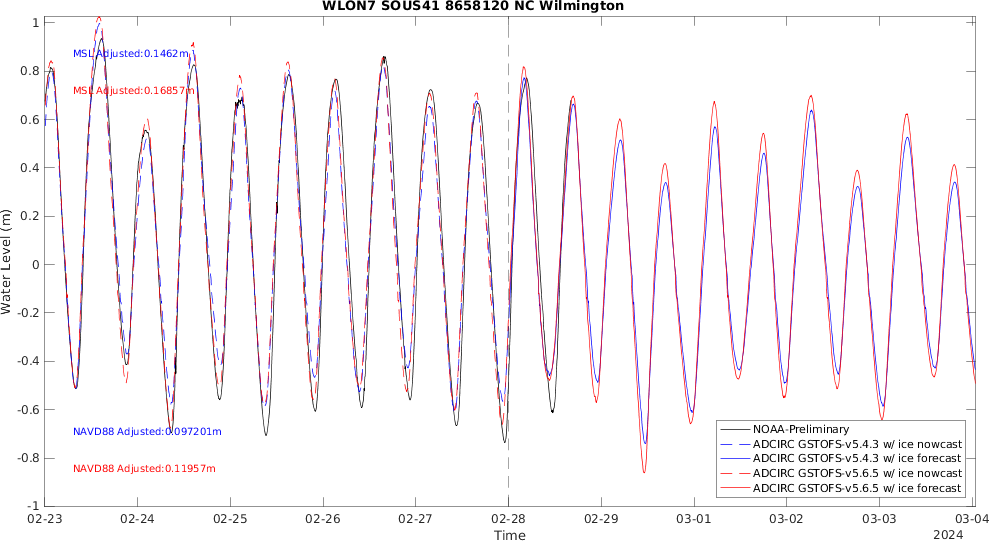 WLON7 SOUS41 8658120 NC Wilmington
Water Level (m)
1
0.8
0.6
0.4
0.2
0
-0.2
-0.4
-0.6
-0.8
-1
MSL Adjusted:0.1462m
MSL Adjusted:0.16857m
NAVD88 Adjusted:0.097201m
NAVD88 Adjusted:0.11957m
NOAA-Preliminary
ADCIRC GSTOFS-v5.4.3 w/ ice nowcast
ADCIRC GSTOFS-v5.4.3 w/ ice forecast
ADCIRC GSTOFS-v5.6.5 w/ ice nowcast
ADCIRC GSTOFS-v5.6.5 w/ ice forecast
02-23 02-24 02-25 02-26 02-27 02-28 02-29 03-01 03-02 03-03 03-04
Time
2024